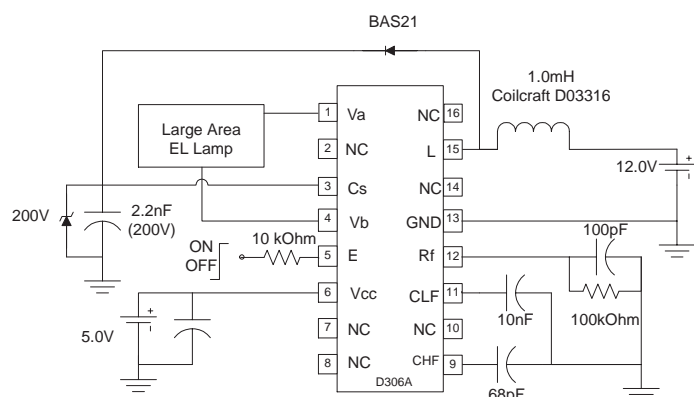 BAS21
1.0mH
Coilcraft D03316
Large Area
EL Lamp
1 Va NC 16
2 NC L 15
12.0V + -
3 Cs NC 14
200V
2.2nF
(200V)
4 Vb GND 13
100pF
ON
OFF
10 kOhm
5 E Rf 12
6 Vcc CLF 11
100kOhm
10nF
5.0V + -
7 NC NC 10
8 NC CHF 9
D306A
68pF